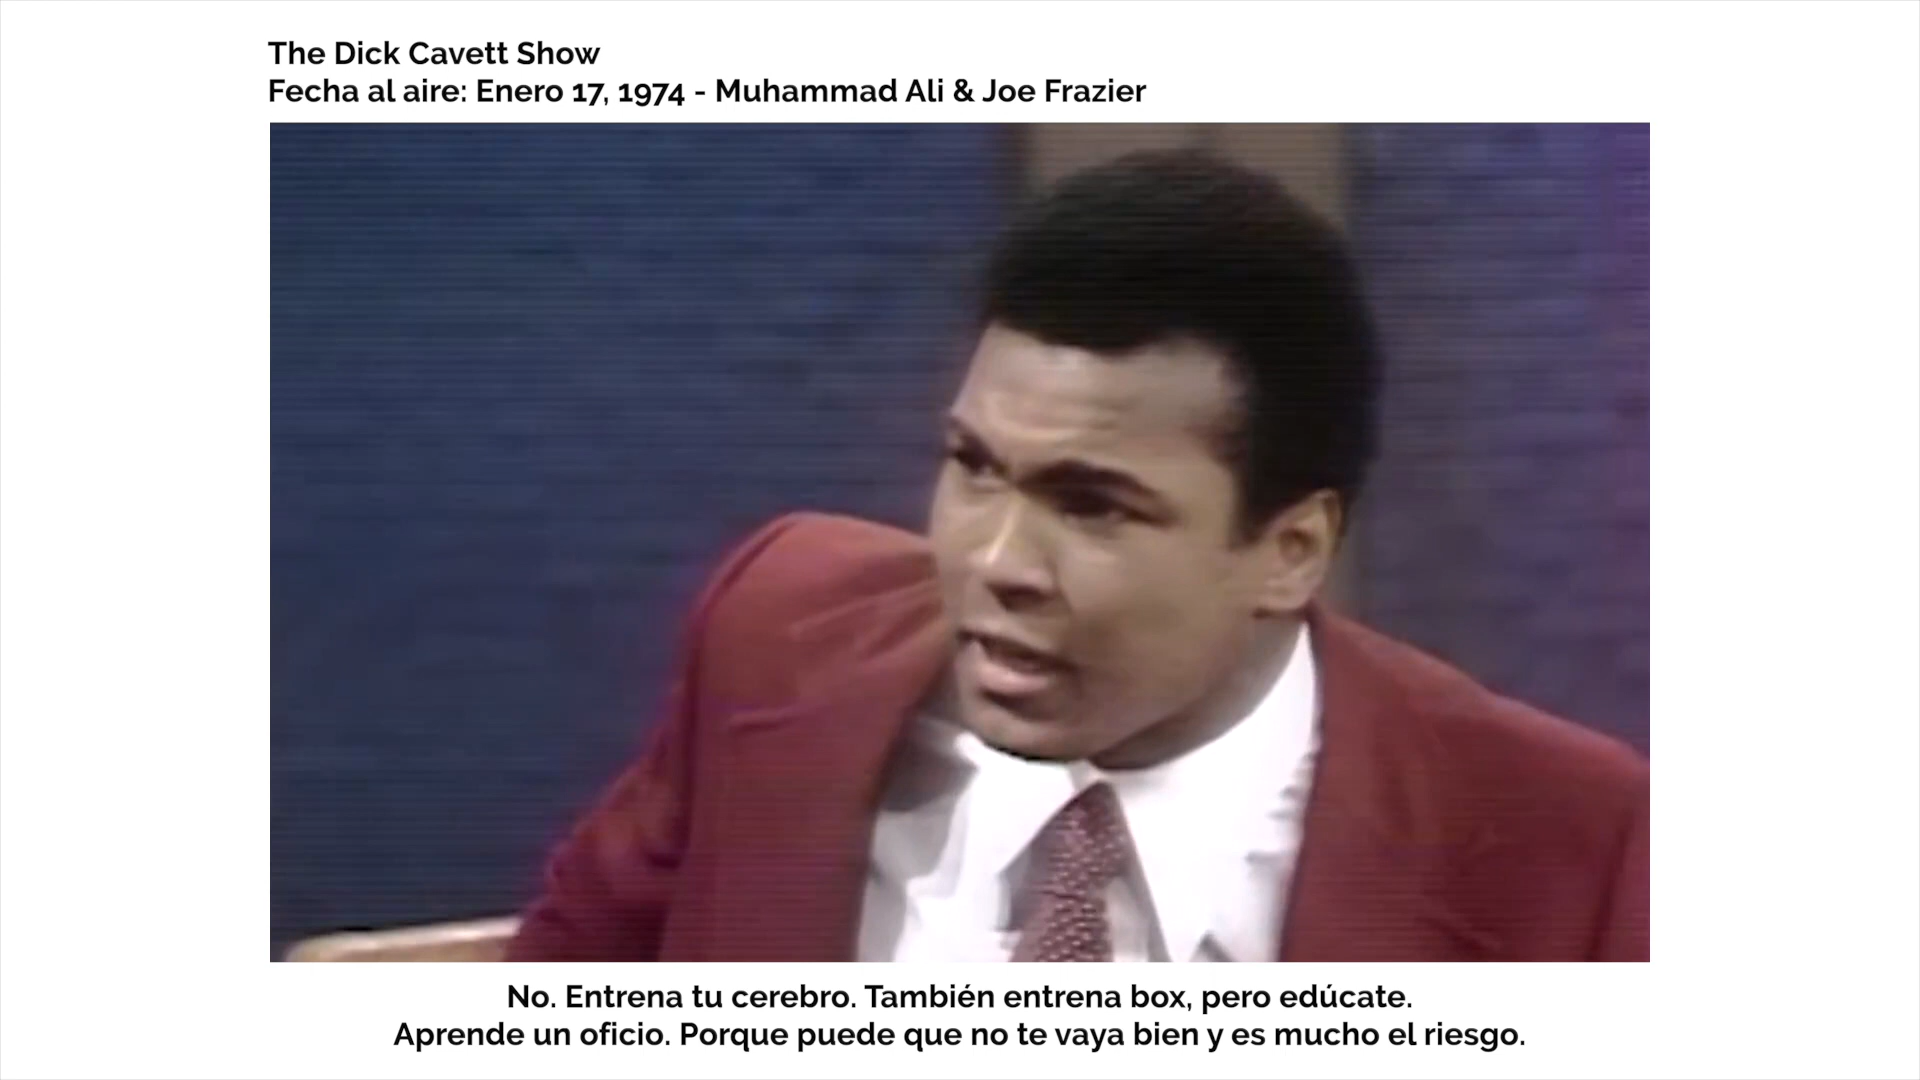 The Dick Cavett Show
Fecha al aire: Enero 17, 1974 - Muhammad Ali & Joe Frazier
No. Entrena tu cerebro. También entrena box, pero edúcate.
Aprende un oficio. Porque puede que no te vaya bien y es mucho el riesgo.